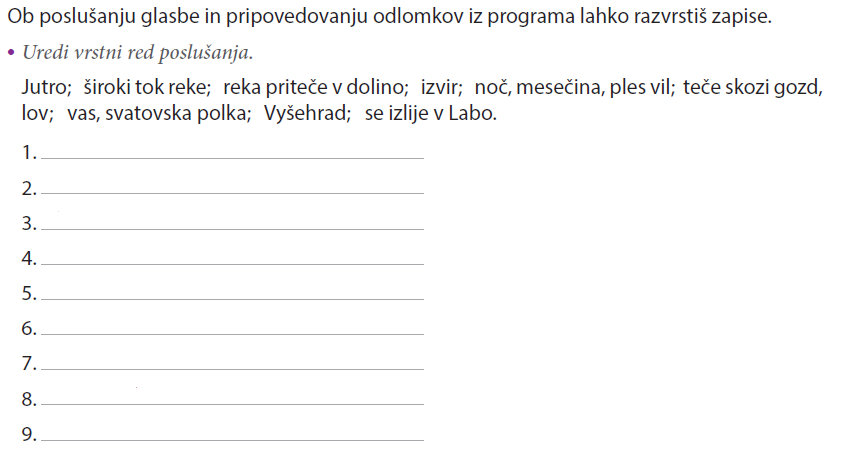 Ob poslušanju glasbe in pripovedovanju odlomkov iz programa lahko razvrstiš zapise.
• Uredi vrstni red poslušanja.
Jutro; široki tok reke; reka priteče v dolino; izvir; noč, mesečina, ples vil; teče skozi gozd,
lov; vas, svatovska polka; Vyšehrad; se izlije v Labo.
1.
2.
3.
4.
5.
6.
7.
8.
9.